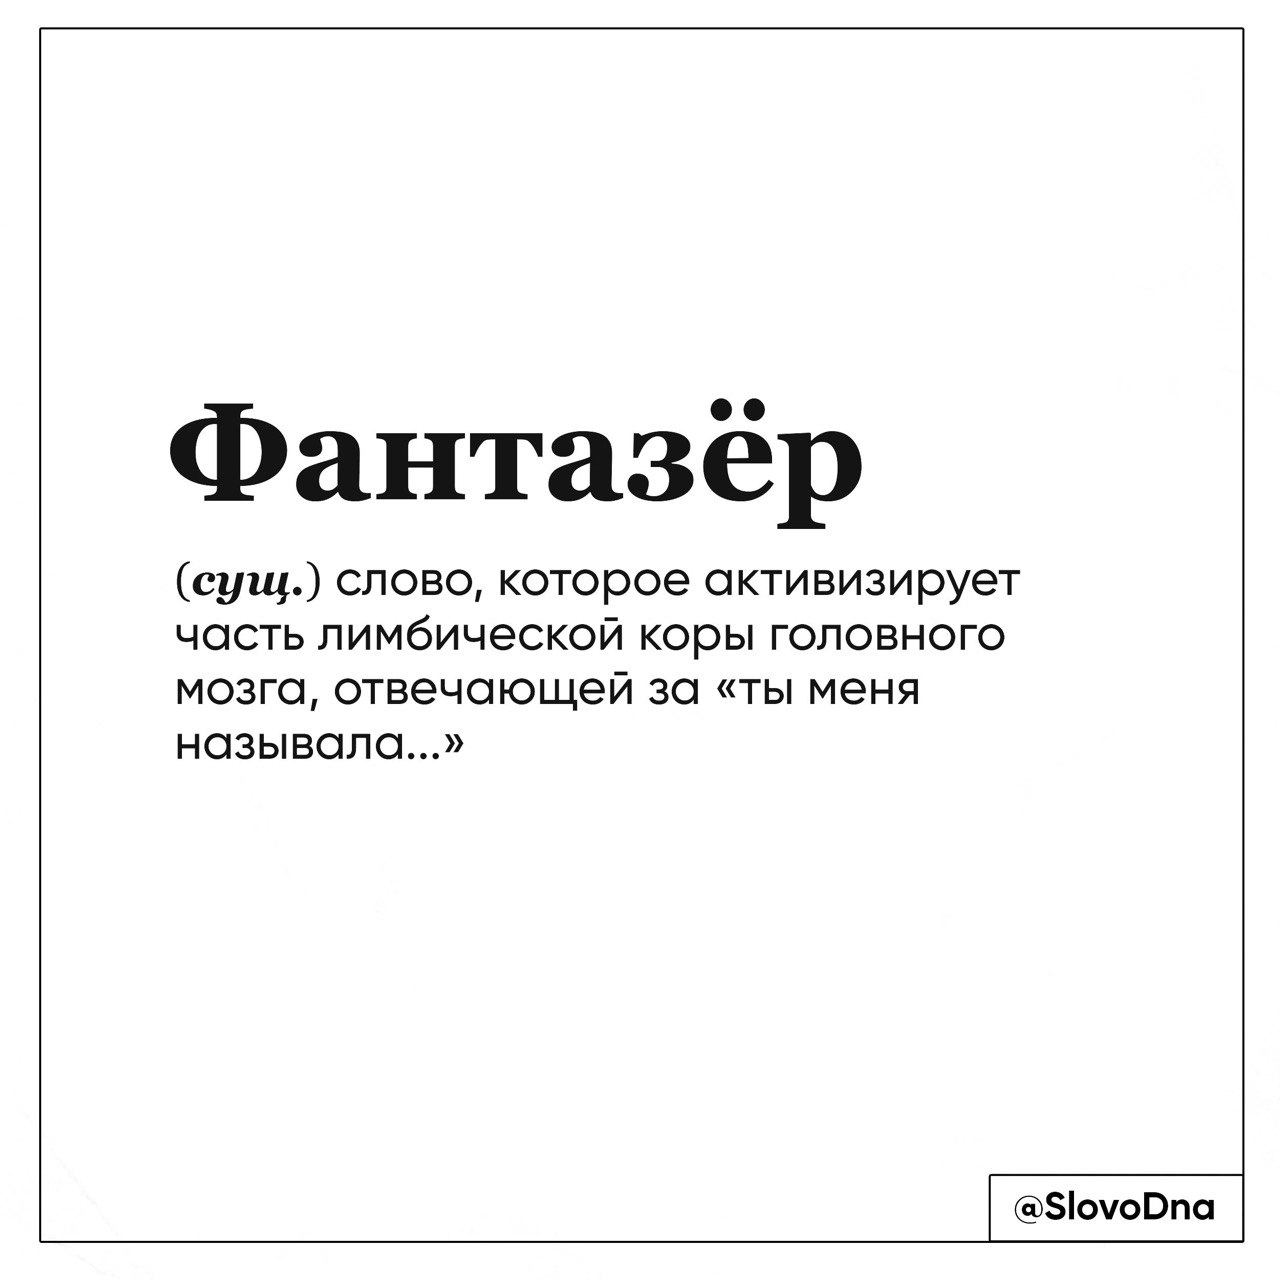 Фантазёр
(сущ.) слово, которое активизирует
часть лимбической коры головного
мозга, отвечающей за «ты меня
называла...»
@SlovoDna